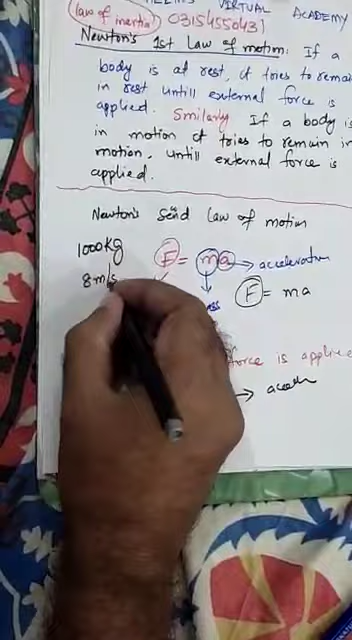 VIRTUAL ACADEMY
(law of inertia) 03154550431
Newton's 1st Law of motion: If a
body is at rest, it tries to remain
in rest untill external force is
applied. Similarly If a body is
in motion it tries to remain in
motion, untill external force is
applied.
Newton's 2nd Law of motion
1000kg F = ma → acceleration
8m/s F = ma
force is applied
→